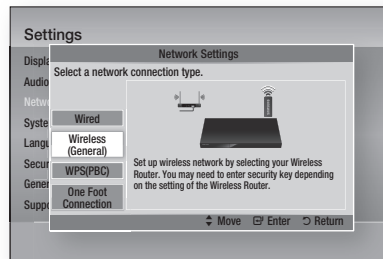 Settings
Network Settings
Displa
Select a network connection type.
Audio
Netwo
Syste
Wired
Langu
Wireless
(General)
Secur
WPS(PBC)
Set up wireless network by selecting your Wireless
Router. You may need to enter security key depending
on the setting of the Wireless Router.
Gener
One Foot
Connection
Suppo
Move Enter Return